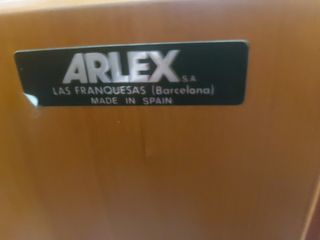 ARLEX S.A
LAS FRANQUESAS (Barcelona)
MADE IN SPAIN